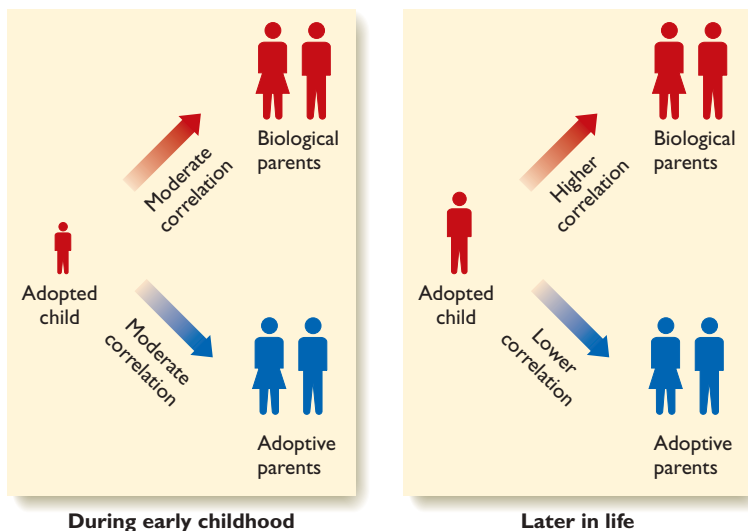 Biological
parents
Moderate
correlation
Adopted
child
Moderate
correlation
Adoptive
parents
During early childhood
Biological
parents
Higher
correlation
Adopted
child
Lower
correlation
Adoptive
parents
Later in life